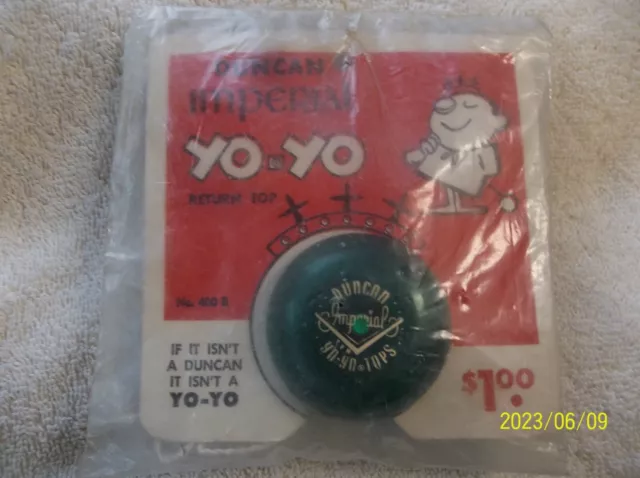 DUNCAN
Imperial
YO-YO
RETURN TOP
No. 400 B
DUNCAN
Imperial
YO-YO® TOPS
IF IT ISN'T
A DUNCAN
IT ISN'T A
YO-YO
$1.00
2023/06/09